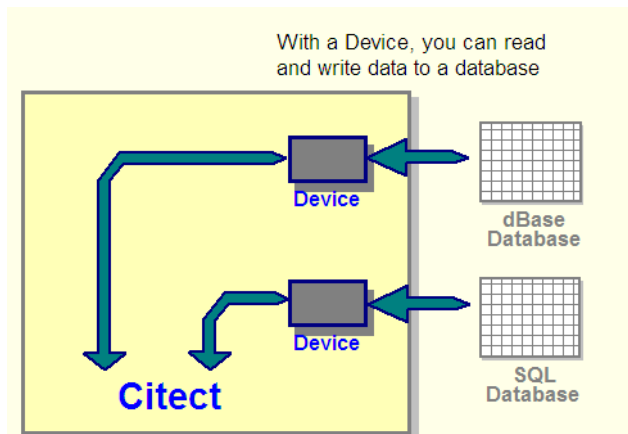 With a Device, you can read
and write data to a database
Device
dBase
Database
Device
SQL
Database
Citect